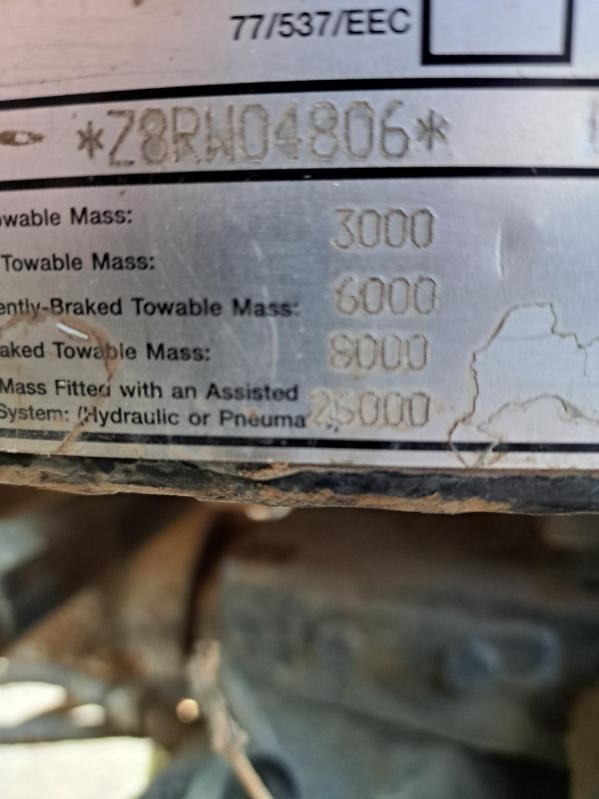 77/537/EEC
*Z8RW04806*
owable Mass: 3000
Towable Mass: 6000
ently-Braked Towable Mass: 8000
aked Towable Mass: 25000
Mass Fitted with an Assisted
System: (Hydraulic or Pneuma